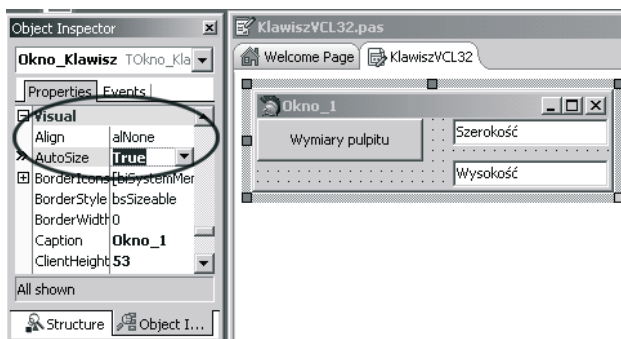 Object Inspector
Okno_Klawisz TOkno_Kla
Properties Events
Visual
Align alNone
AutoSize True
BorderIcons [biSystemMer
BorderStyle bsSizeable
BorderWidth 0
Caption Okno_1
ClientHeight 53
All shown
Structure Object I...
KlawiszVCL32.pas
Welcome Page KlawiszVCL32
Okno_1
Wymiary pulpitu
Szerokość
Wysokość